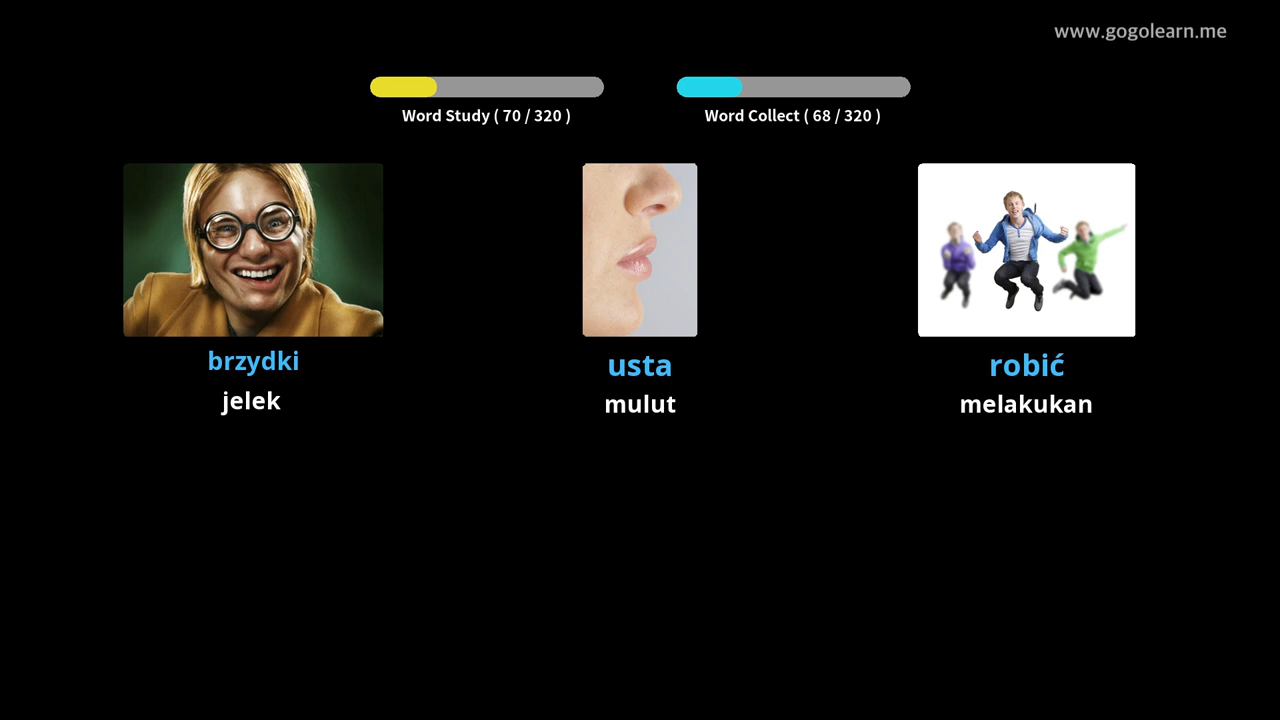 www.gogolearn.me
Word Study ( 70 / 320 )
Word Collect ( 68 / 320 )
brzydki
usta
robić
jelek
mulut
melakukan